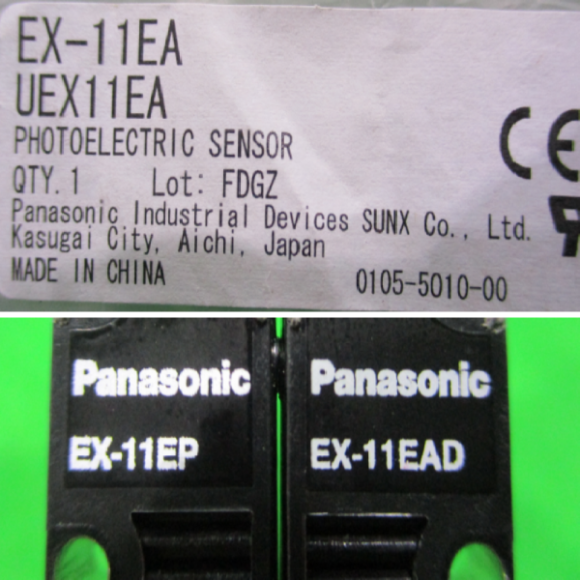 EX-11EA
UEX11EA
PHOTOELECTRIC SENSOR
QTY.1 Lot: FDGZ
Panasonic Industrial Devices SUNX Co., Ltd.
Kasugai City, Aichi, Japan
MADE IN CHINA 0105-5010-00
CE
Panasonic
EX-11EP
Panasonic
EX-11EAD